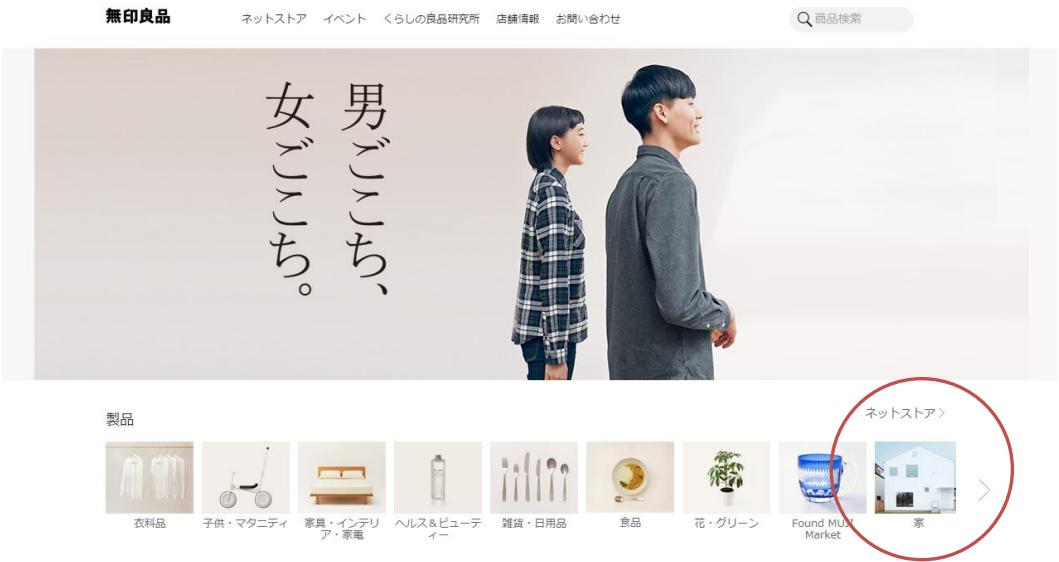 無印良品
ネットストア イベント くらしの良品研究所 店舗情報 お問い合わせ
商品検索
男ごこち、
女ごこち。
製品
ネットストア >
衣料品
子供・マタニティ
家具・インテリ
ア・家電
ヘルス＆ビューテ
ィー
雑貨・日用品
食品
花・グリーン
Found MUJI
Market
家